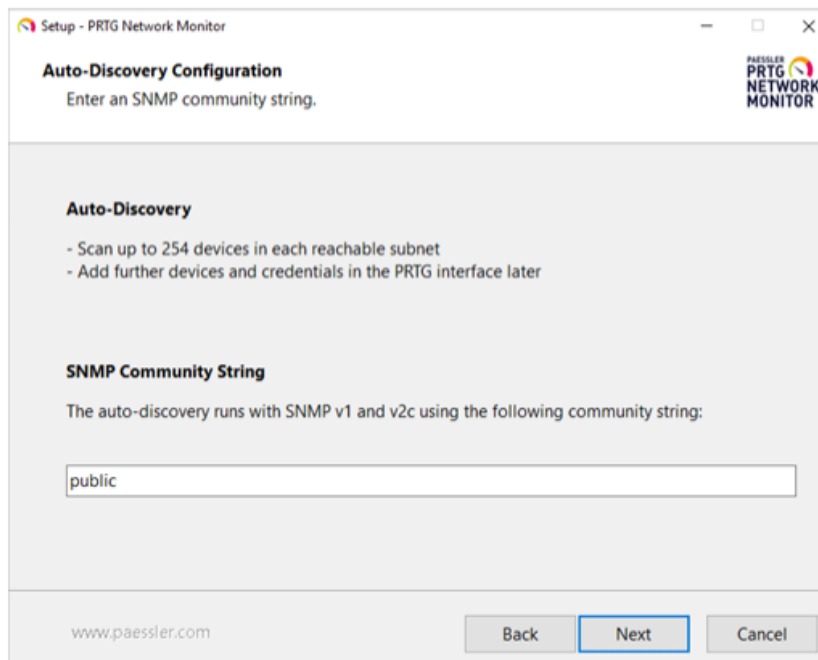 Setup - PRTG Network Monitor
Auto-Discovery Configuration
Enter an SNMP community string.
PAESSLER
PRTG
NETWORK
MONITOR
Auto-Discovery
- Scan up to 254 devices in each reachable subnet
- Add further devices and credentials in the PRTG interface later
SNMP Community String
The auto-discovery runs with SNMP v1 and v2c using the following community string:
public
www.paessler.com
Back Next Cancel